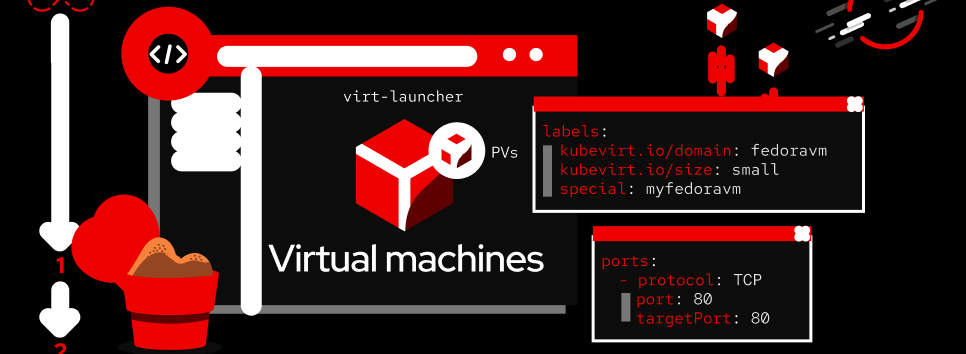 </>
virt-launcher
PVs
Virtual machines
labels:
kubevirt.io/domain: fedoravm
kubevirt.io/size: small
special: myfedoravm
ports:
- protocol: TCP
port: 80
targetPort: 80
1
2